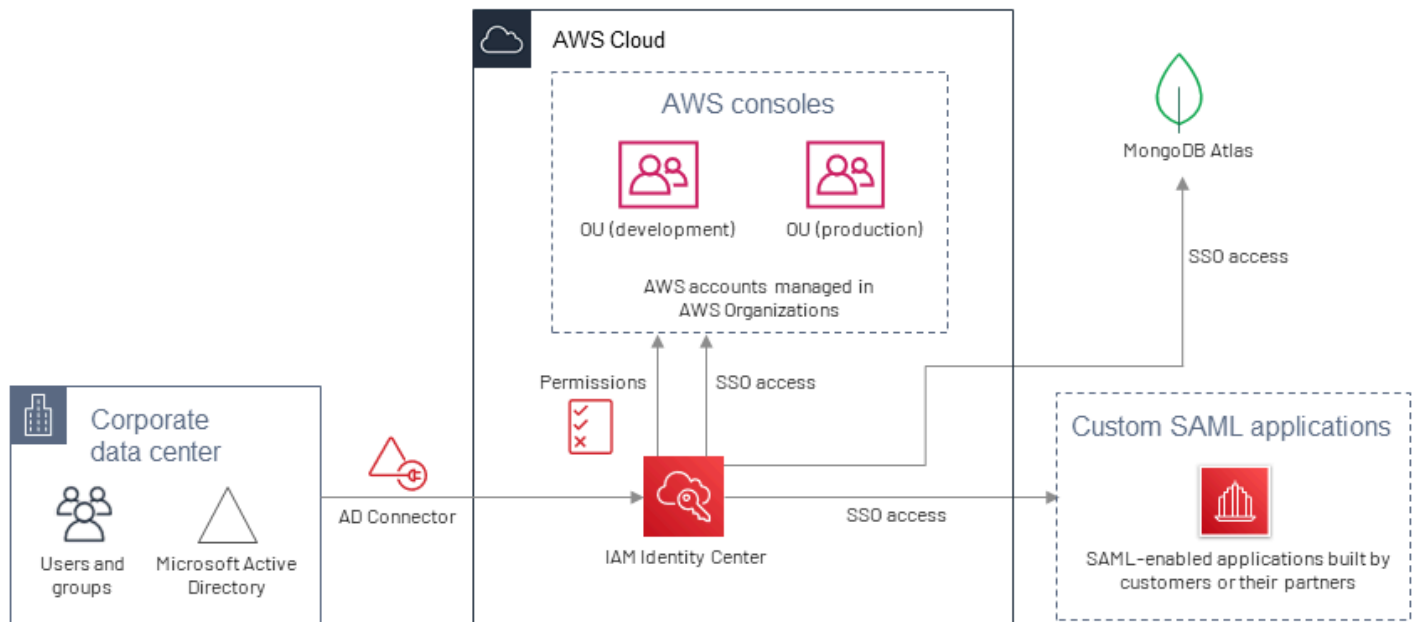 AWS Cloud
AWS consoles
OU (development)
OU (production)
AWS accounts managed in
AWS Organizations
MongoDB Atlas
SSO access
Permissions
SSO access
Corporate
data center
Users and
groups
Microsoft Active
Directory
AD Connector
IAM Identity Center
SSO access
Custom SAML applications
SAML-enabled applications built by
customers or their partners